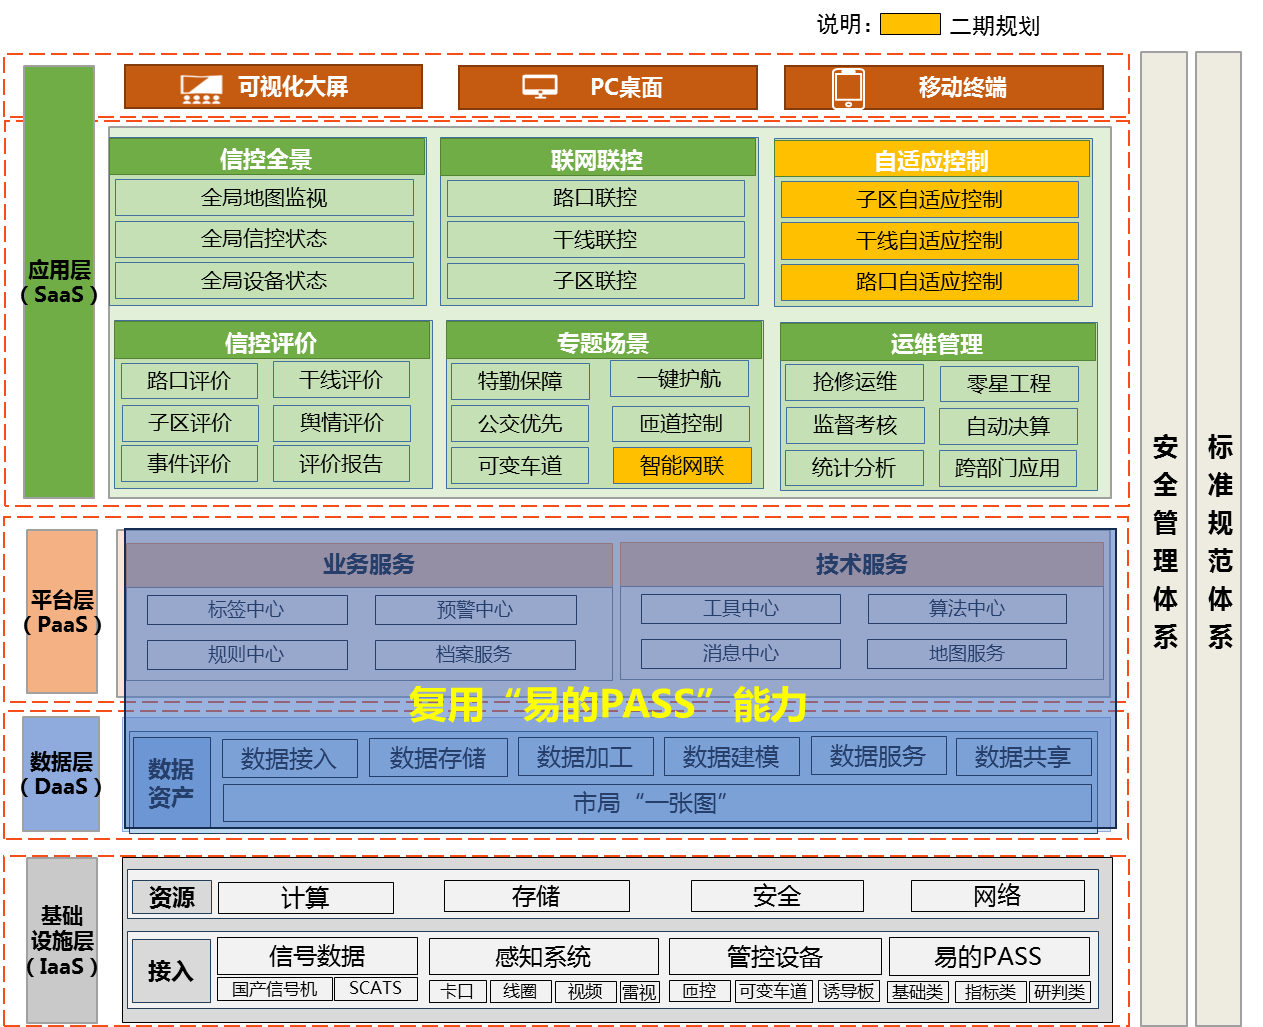 说明：
二期规划
可视化大屏
PC桌面
移动终端
应用层
（SaaS）
信控全景
全局地图监视
全局信控状态
全局设备状态
联网联控
路口联控
干线联控
子区联控
自适应控制
子区自适应控制
干线自适应控制
路口自适应控制
信控评价
路口评价
干线评价
子区评价
舆情评价
事件评价
评价报告
专题场景
特勤保障
一键护航
公交优先
匝道控制
可变车道
智能网联
运维管理
抢修运维
零星工程
监督考核
自动决算
统计分析
跨部门应用
平台层
（PaaS）
业务服务
标签中心
预警中心
规则中心
档案服务
技术服务
工具中心
算法中心
消息中心
地图服务
复用“易的PASS”能力
数据层
（DaaS）
数据
资产
数据接入
数据存储
数据加工
数据建模
数据服务
数据共享
市局“一张图”
基础
设施层
（IaaS）
资源
计算
存储
安全
网络
接入
信号数据
国产信号机
SCATS
感知系统
卡口
线圈
视频
雷视
管控设备
匝控
可变车道
诱导板
易的PASS
基础类
指标类
研判类
安全管理体系
标准规范体系